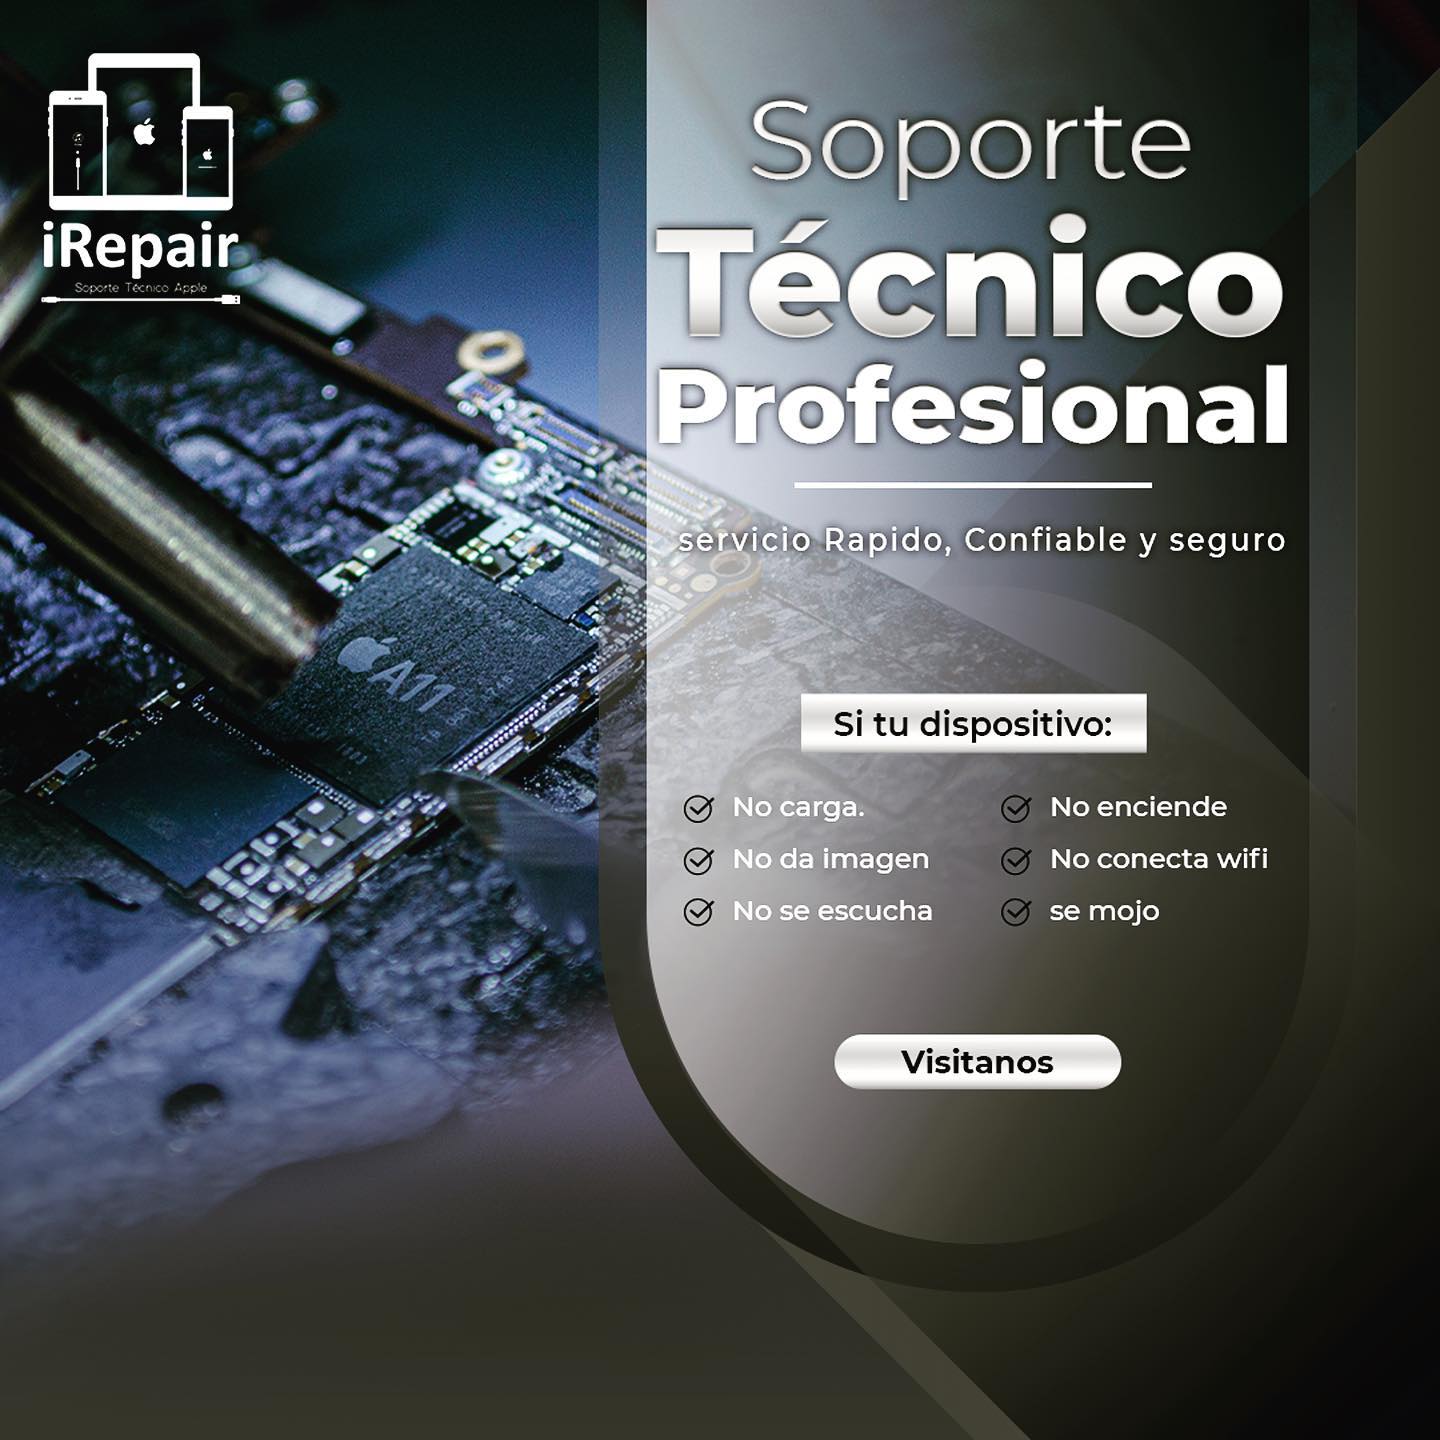 iRepair
Soporte Técnico Apple
Soporte
Técnico
Profesional
servicio Rapido, Confiable y seguro
A11
Si tu dispositivo:
No carga.
No enciende
No da imagen
No conecta wifi
No se escucha
se mojo
Visitanos